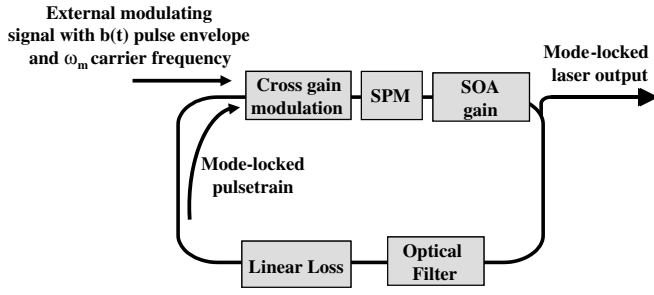 External modulating
signal with b(t) pulse envelope
and ωm carrier frequency
Mode-locked
laser output
Cross gain
modulation
SPM
SOA
gain
Mode-locked
pulsetrain
Linear Loss
Optical
Filter